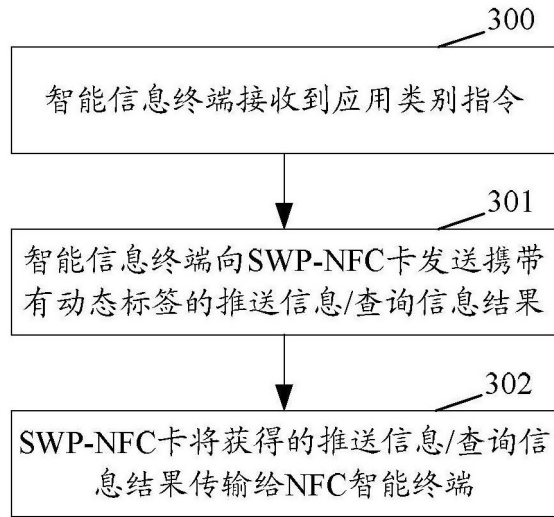 300
智能信息终端接收到应用类别指令
301
智能信息终端向SWP-NFC卡发送携带
有动态标签的推送信息/查询信息结果
302
SWP-NFC卡将获得的推送信息/查询信
息结果传输给NFC智能终端